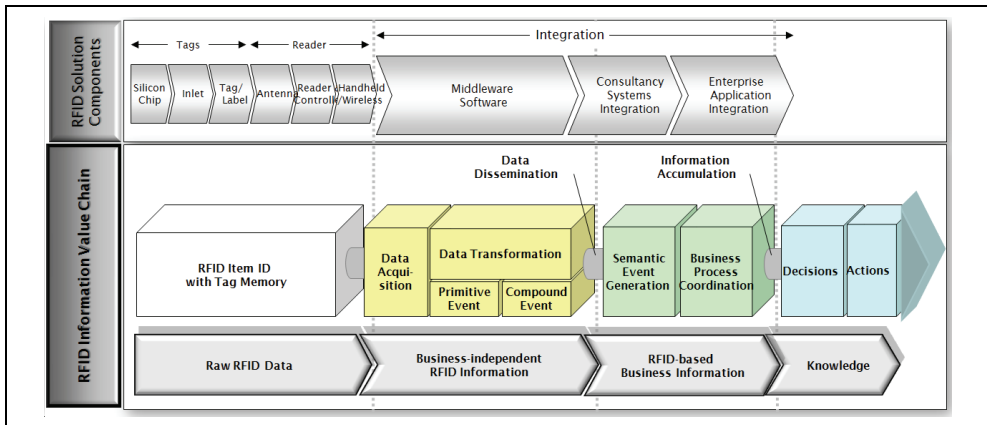 RFID Solution
Components
Tags
Reader
Integration
Silicon
Chip
Inlet
Tag/
Label
Antenna
Reader
Controll
Handheld
/Wireless
Middleware
Software
Consultancy
Systems
Integration
Enterprise
Application
Integration
RFID Information Value Chain
Data
Dissemination
Information
Accumulation
RFID Item ID
with Tag Memory
Data
Acqui-
sition
Data Transformation
Primitive
Event
Compound
Event
Semantic
Event
Generation
Business
Process
Coordination
Decisions
Actions
Raw RFID Data
Business-independent
RFID Information
RFID-based
Business Information
Knowledge